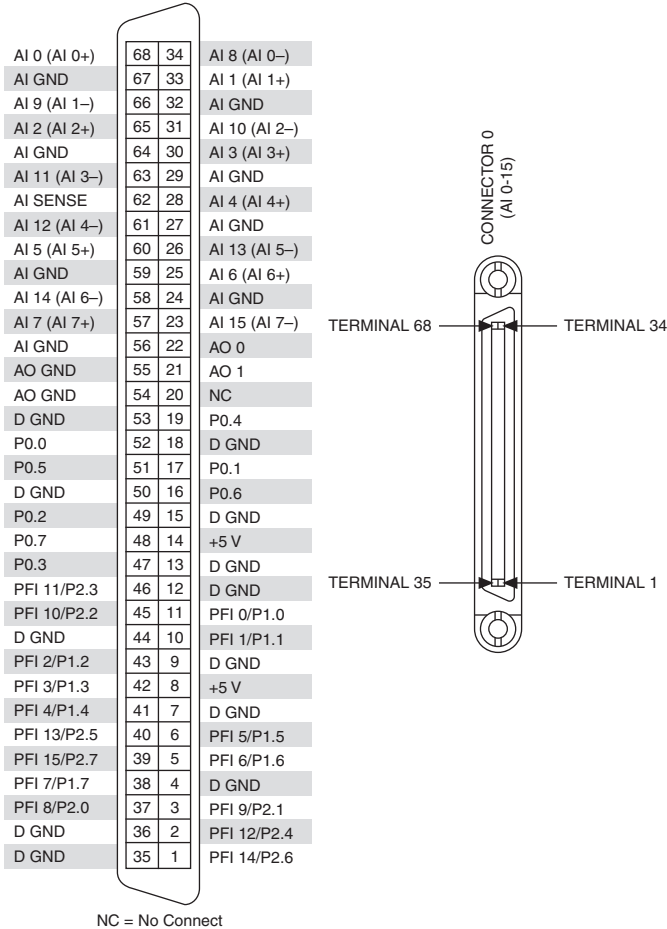 AI 0 (AI 0+) 68 34 AI 8 (AI 0–)
AI GND 67 33 AI 1 (AI 1+)
AI 9 (AI 1–) 66 32 AI GND
AI 2 (AI 2+) 65 31 AI 10 (AI 2–)
AI GND 64 30 AI 3 (AI 3+)
AI 11 (AI 3–) 63 29 AI GND
AI SENSE 62 28 AI 4 (AI 4+)
AI 12 (AI 4–) 61 27 AI GND
AI 5 (AI 5+) 60 26 AI 13 (AI 5–)
AI GND 59 25 AI 6 (AI 6+)
AI 14 (AI 6–) 58 24 AI GND
AI 7 (AI 7+) 57 23 AI 15 (AI 7–)
AI GND 56 22 AO 0
AO GND 55 21 AO 1
AO GND 54 20 NC
D GND 53 19 P0.4
P0.0 52 18 D GND
P0.5 51 17 P0.1
D GND 50 16 P0.6
P0.2 49 15 D GND
P0.7 48 14 +5 V
P0.3 47 13 D GND
PFI 11/P2.3 46 12 D GND
PFI 10/P2.2 45 11 PFI 0/P1.0
D GND 44 10 PFI 1/P1.1
PFI 2/P1.2 43 9 D GND
PFI 3/P1.3 42 8 +5 V
PFI 4/P1.4 41 7 D GND
PFI 13/P2.5 40 6 PFI 5/P1.5
PFI 15/P2.7 39 5 PFI 6/P1.6
PFI 7/P1.7 38 4 D GND
PFI 8/P2.0 37 3 PFI 9/P2.1
D GND 36 2 PFI 12/P2.4
D GND 35 1 PFI 14/P2.6
NC = No Connect
CONNECTOR 0
(AI 0-15)
TERMINAL 68
TERMINAL 34
TERMINAL 35
TERMINAL 1